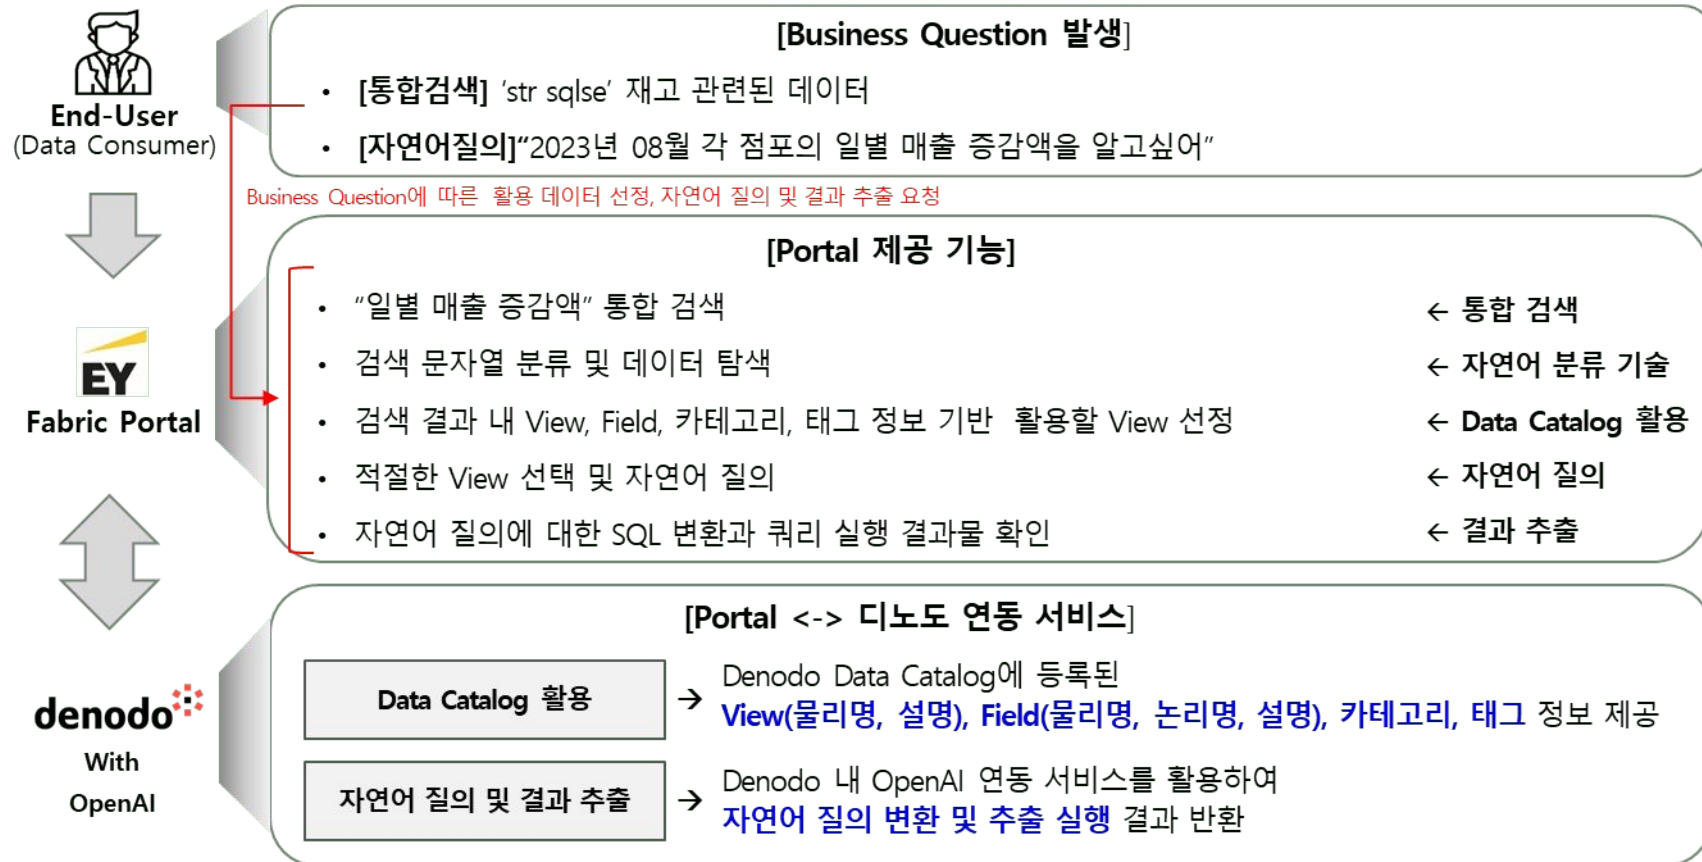 [Business Question 발생]
End-User
(Data Consumer)
• [통합검색] ‘str sqlse’ 재고 관련된 데이터
• [자연어질의]“2023년 08월 각 점포의 일별 매출 증감액을 알고싶어”
Business Question에 따른 활용 데이터 선정, 자연어 질의 및 결과 추출 요청
[Portal 제공 기능]
EY
Fabric Portal
• “일별 매출 증감액” 통합 검색 ← 통합 검색
• 검색 문자열 분류 및 데이터 탐색 ← 자연어 분류 기술
• 검색 결과 내 View, Field, 카테고리, 태그 정보 기반 활용할 View 선정 ← Data Catalog 활용
• 적절한 View 선택 및 자연어 질의 ← 자연어 질의
• 자연어 질의에 대한 SQL 변환과 쿼리 실행 결과물 확인 ← 결과 추출
[Portal <-> 디노도 연동 서비스]
denodo
With
OpenAI
Data Catalog 활용 →
Denodo Data Catalog에 등록된
View(물리명, 설명), Field(물리명, 논리명, 설명), 카테고리, 태그 정보 제공
자연어 질의 및 결과 추출 →
Denodo 내 OpenAI 연동 서비스를 활용하여
자연어 질의 변환 및 추출 실행 결과 반환